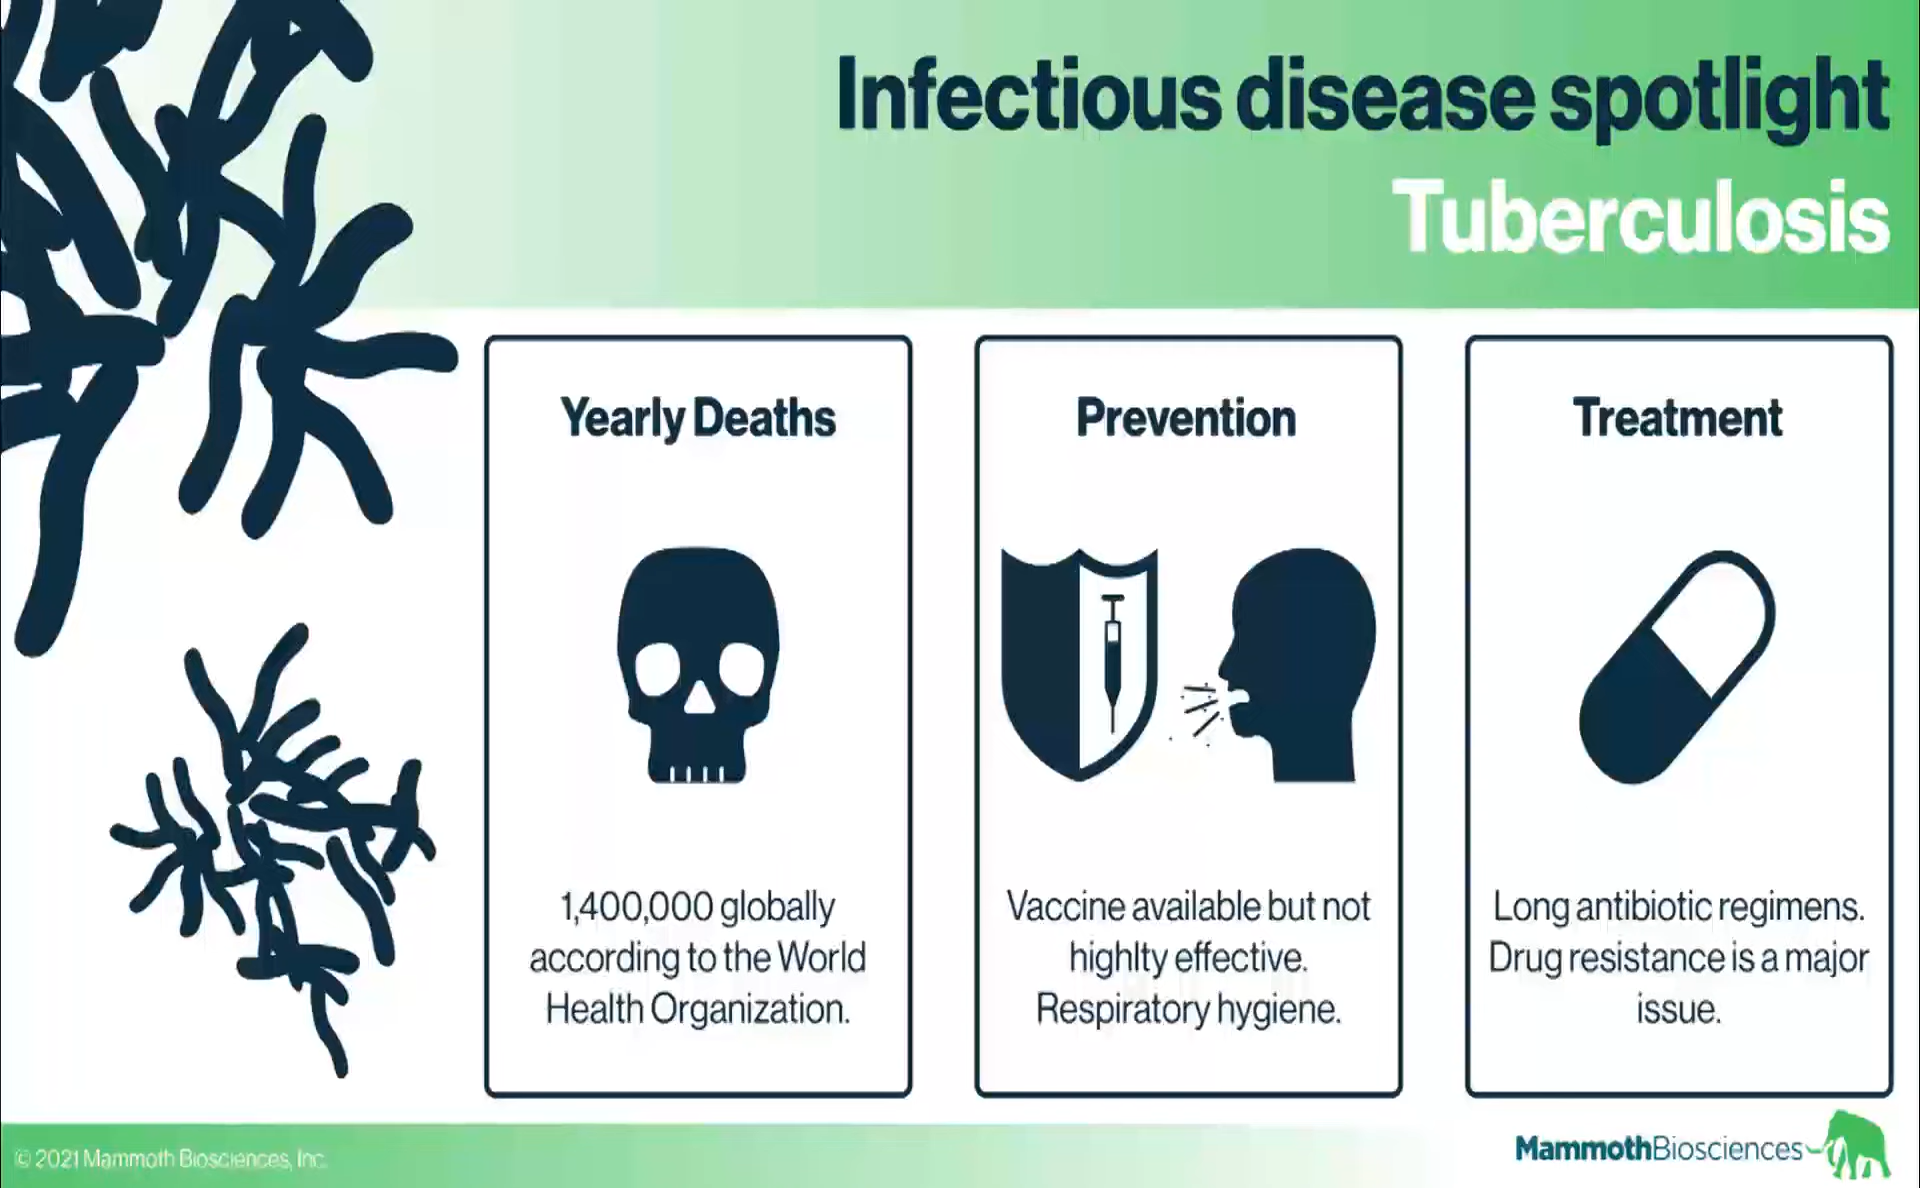 Infectious disease spotlight
Tuberculosis
Yearly Deaths
1,400,000 globally
according to the World
Health Organization.
Prevention
Vaccine available but not
highlty effective.
Respiratory hygiene.
Treatment
Long antibiotic regimens.
Drug resistance is a major
issue.
© 2021 Mammoth Biosciences, Inc.
MammothBiosciences